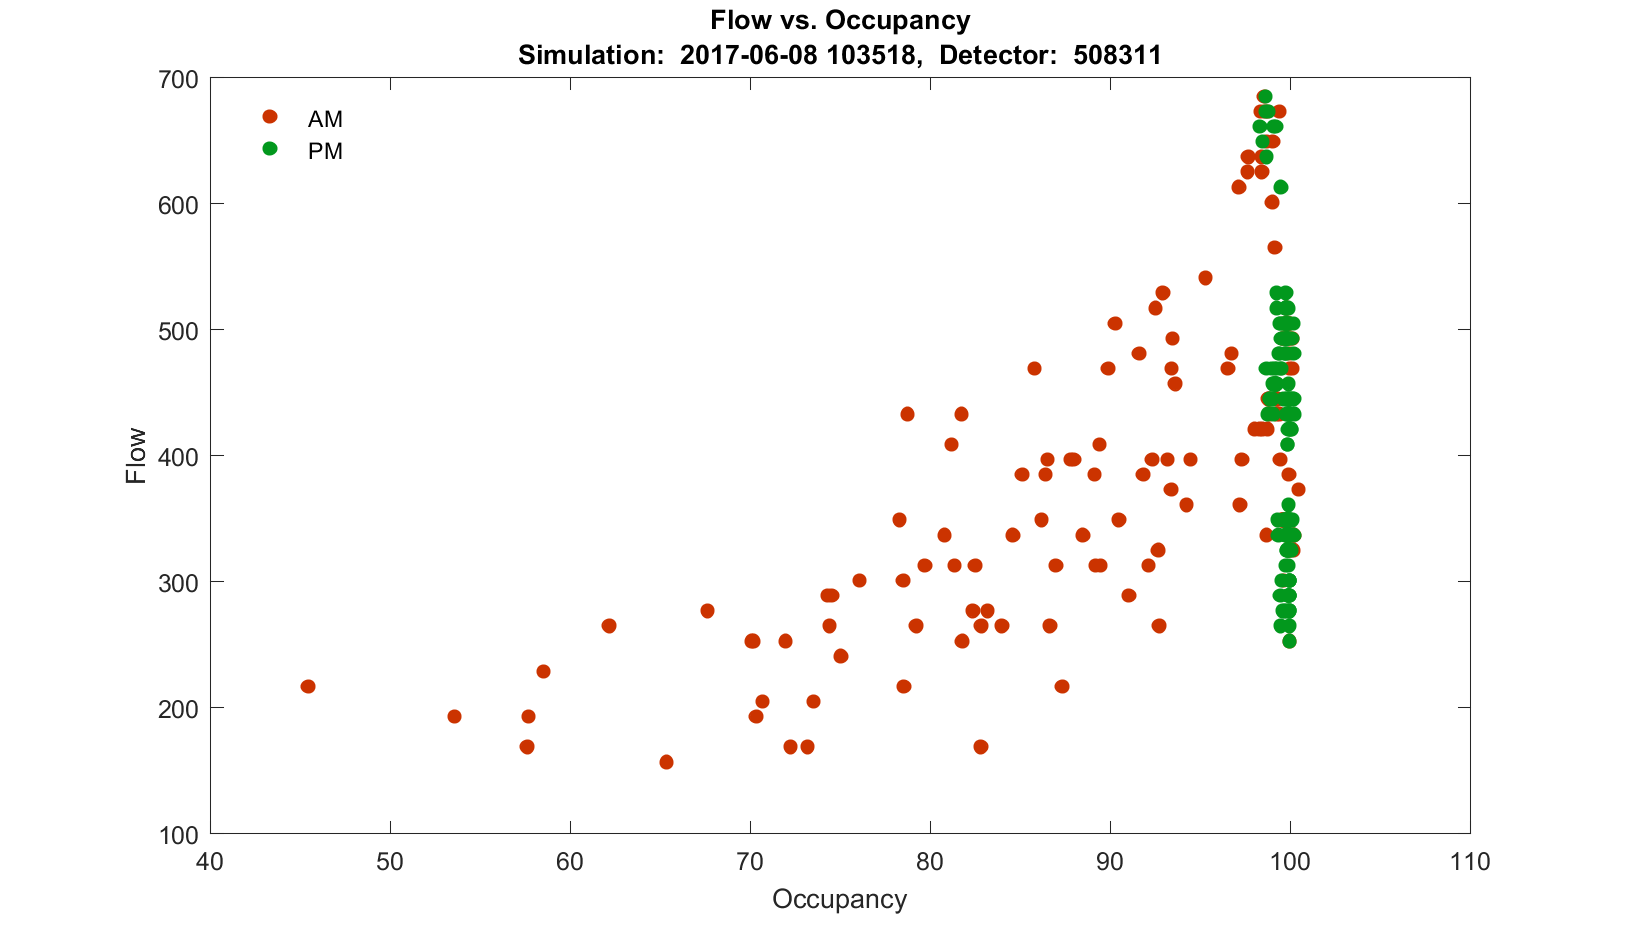 Flow vs. Occupancy
Simulation:  2017-06-08 103518,  Detector:  508311
700
AM
PM
600
500
Flow
400
300
200
100
40 50 60 70 80 90 100 110
Occupancy